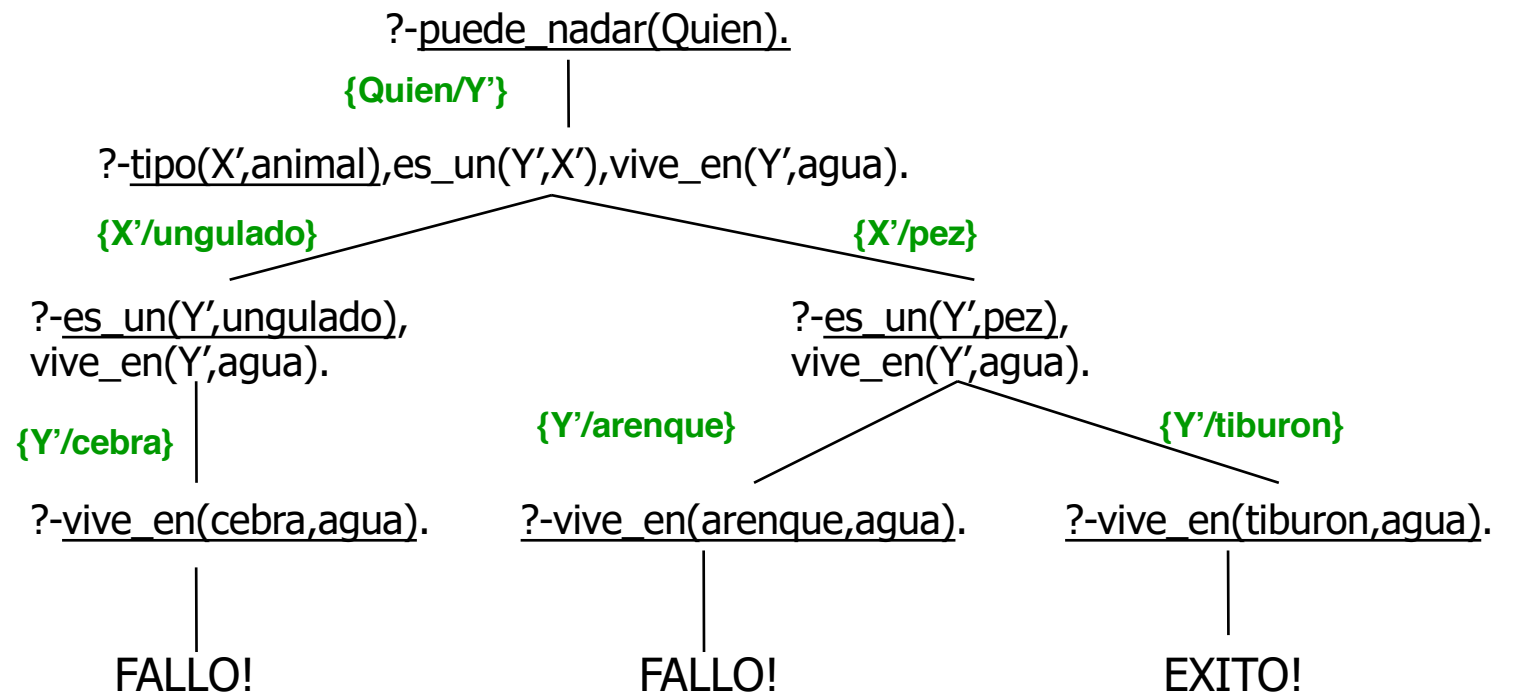 ?-puede_nadar(Quien).
{Quien/Y’}
?-tipo(X’,animal),es_un(Y’,X’),vive_en(Y’,agua).
{X’/ungulado}
{X’/pez}
?-es_un(Y’,ungulado),
vive_en(Y’,agua).
?-es_un(Y’,pez),
vive_en(Y’,agua).
{Y’/cebra}
{Y’/arenque}
{Y’/tiburon}
?-vive_en(cebra,agua).
?-vive_en(arenque,agua).
?-vive_en(tiburon,agua).
FALLO!
FALLO!
EXITO!